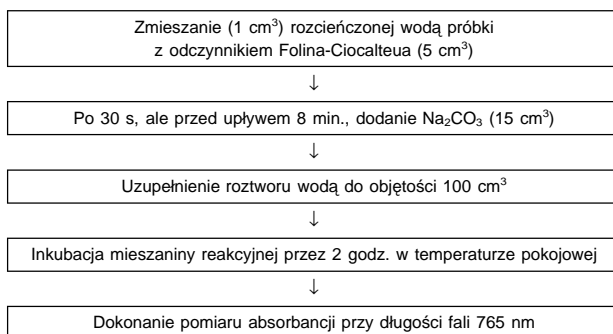 Zmieszanie (1 cm³) rozcieńczonej wodą próbki
z odczynnikiem Folina-Ciocalteua (5 cm³)
↓
Po 30 s, ale przed upływem 8 min., dodanie Na₂CO₃ (15 cm³)
↓
Uzupełnienie roztworu wodą do objętości 100 cm³
↓
Inkubacja mieszaniny reakcyjnej przez 2 godz. w temperaturze pokojowej
↓
Dokonanie pomiaru absorbancji przy długości fali 765 nm